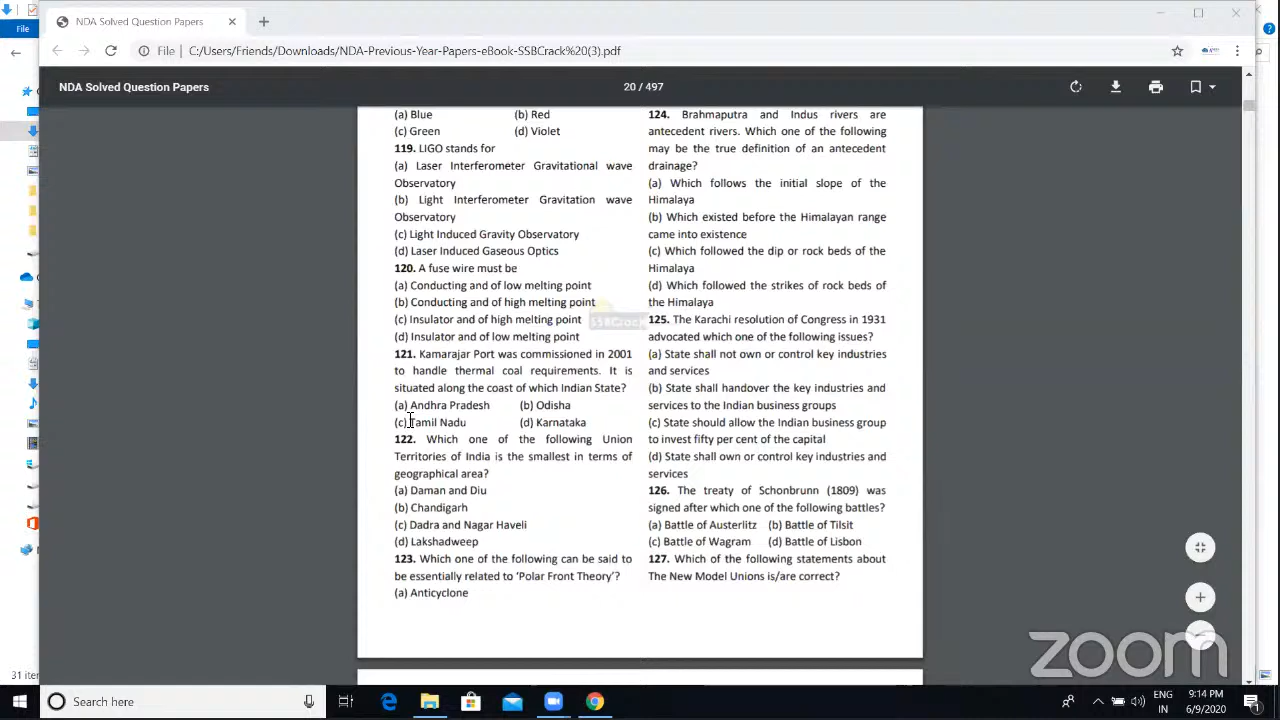 File
NDA Solved Question Papers
File | C:/Users/Friends/Downloads/NDA-Previous-Year-Papers-eBook-SSBCrack%20(3).pdf
NDA Solved Question Papers
20 / 497
(a) Blue (b) Red
(c) Green (d) Violet
119. LIGO stands for
(a) Laser Interferometer Gravitational wave
Observatory
(b) Light Interferometer Gravitation wave
Observatory
(c) Light Induced Gravity Observatory
(d) Laser Induced Gaseous Optics
120. A fuse wire must be
(a) Conducting and of low melting point
(b) Conducting and of high melting point
(c) Insulator and of high melting point
(d) Insulator and of low melting point
121. Kamarajar Port was commissioned in 2001
to handle thermal coal requirements. It is
situated along the coast of which Indian State?
(a) Andhra Pradesh (b) Odisha
(c) Tamil Nadu (d) Karnataka
122. Which one of the following Union
Territories of India is the smallest in terms of
geographical area?
(a) Daman and Diu
(b) Chandigarh
(c) Dadra and Nagar Haveli
(d) Lakshadweep
123. Which one of the following can be said to
be essentially related to ‘Polar Front Theory’?
(a) Anticyclone
124. Brahmaputra and Indus rivers are
antecedent rivers. Which one of the following
may be the true definition of an antecedent
drainage?
(a) Which follows the initial slope of the
Himalaya
(b) Which existed before the Himalayan range
came into existence
(c) Which followed the dip or rock beds of the
Himalaya
(d) Which followed the strikes of rock beds of
the Himalaya
125. The Karachi resolution of Congress in 1931
advocated which one of the following issues?
(a) State shall not own or control key industries
and services
(b) State shall handover the key industries and
services to the Indian business groups
(c) State should allow the Indian business group
to invest fifty per cent of the capital
(d) State shall own or control key industries and
services
126. The treaty of Schonbrunn (1809) was
signed after which one of the following battles?
(a) Battle of Austerlitz (b) Battle of Tilsit
(c) Battle of Wagram (d) Battle of Lisbon
127. Which of the following statements about
The New Model Unions is/are correct?
SSBCrack
zoom
31 item
Search here
ENG
IN
9:14 PM
6/9/2020